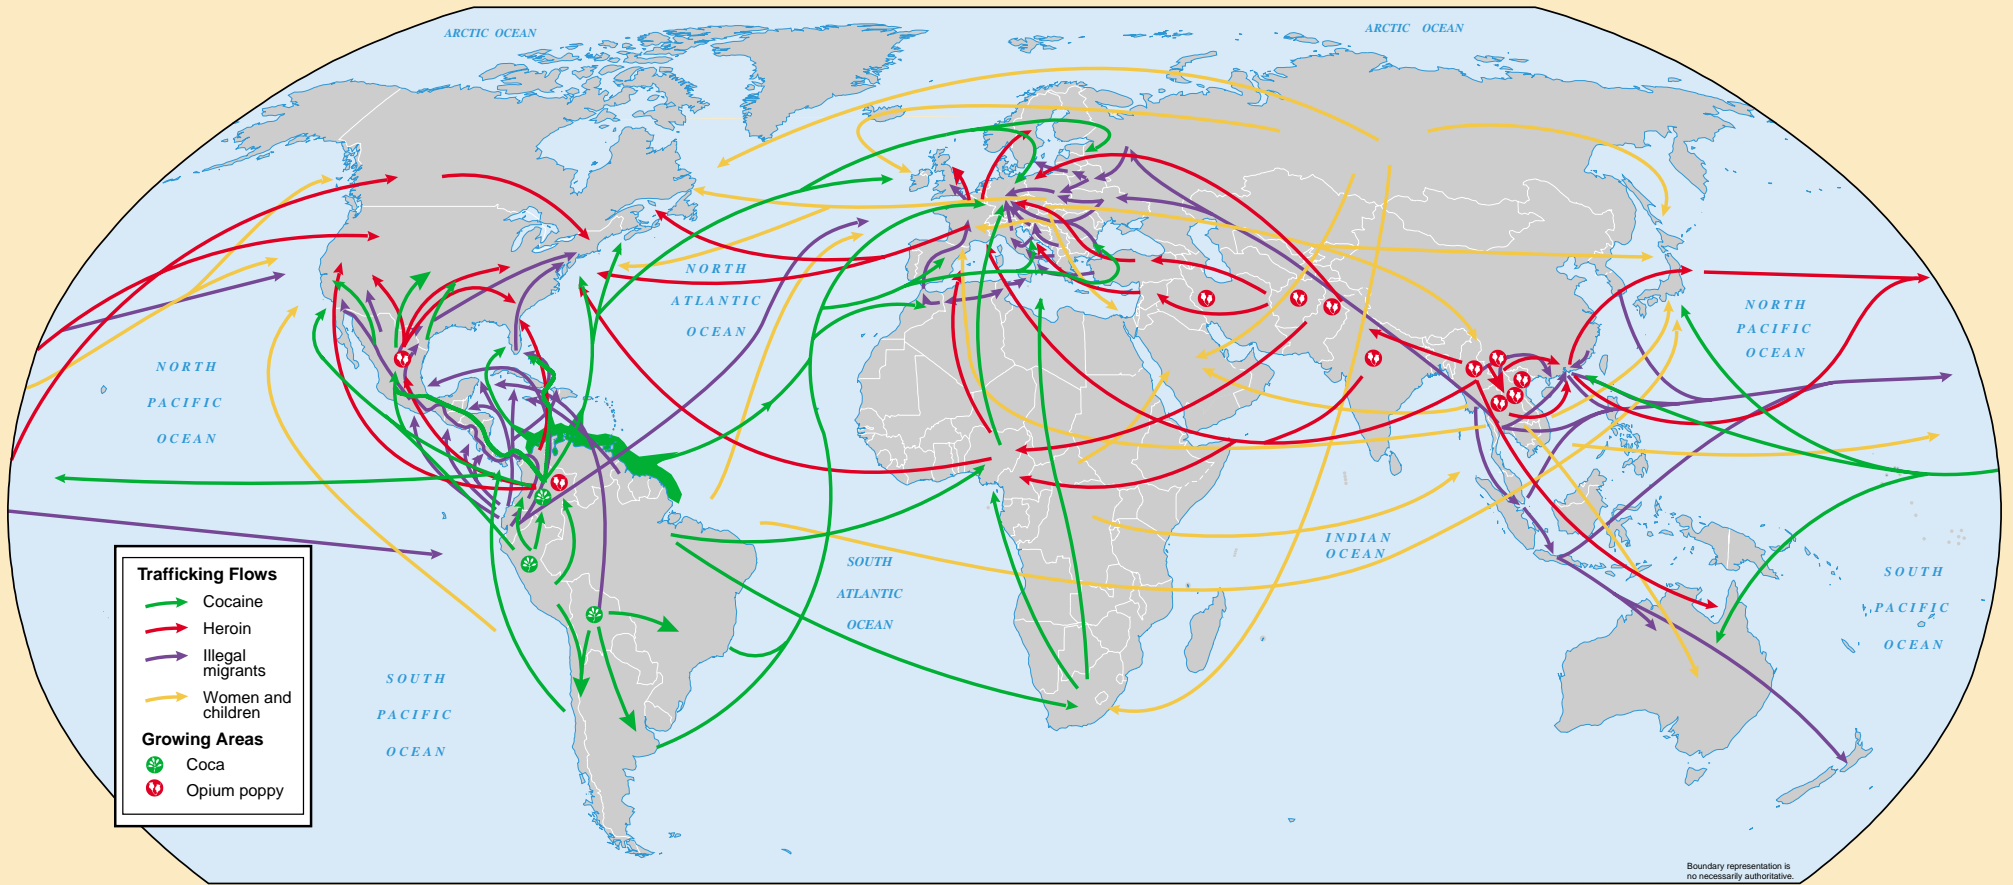 ARCTIC OCEAN
ARCTIC OCEAN
NORTH
ATLANTIC
OCEAN
NORTH
PACIFIC
OCEAN
NORTH
PACIFIC
OCEAN
INDIAN
OCEAN
SOUTH
ATLANTIC
OCEAN
SOUTH
PACIFIC
OCEAN
SOUTH
PACIFIC
OCEAN
Trafficking Flows
Cocaine
Heroin
Illegal
migrants
Women and
children
Growing Areas
Coca
Opium poppy
Boundary representation is
no necessarily authoritative.